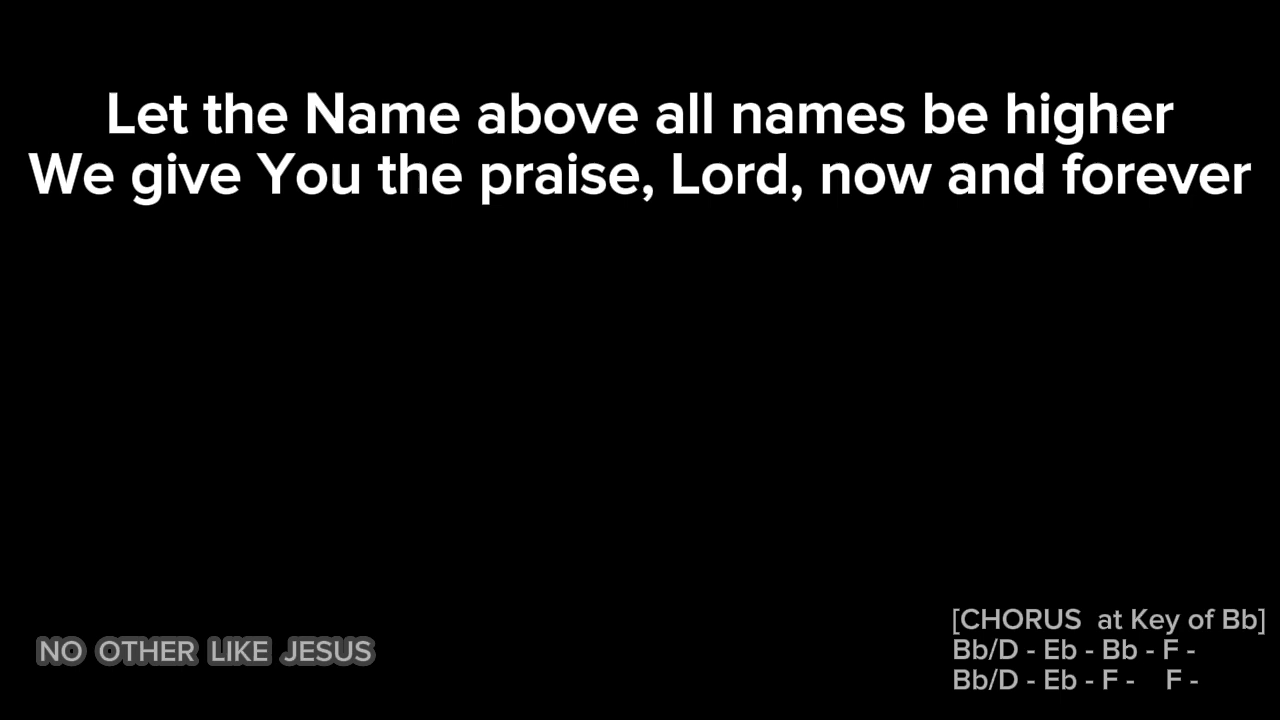 Let the Name above all names be higher
We give You the praise, Lord, now and forever
NO OTHER LIKE JESUS
[CHORUS at Key of Bb]
Bb/D - Eb - Bb - F -
Bb/D - Eb - F - F -